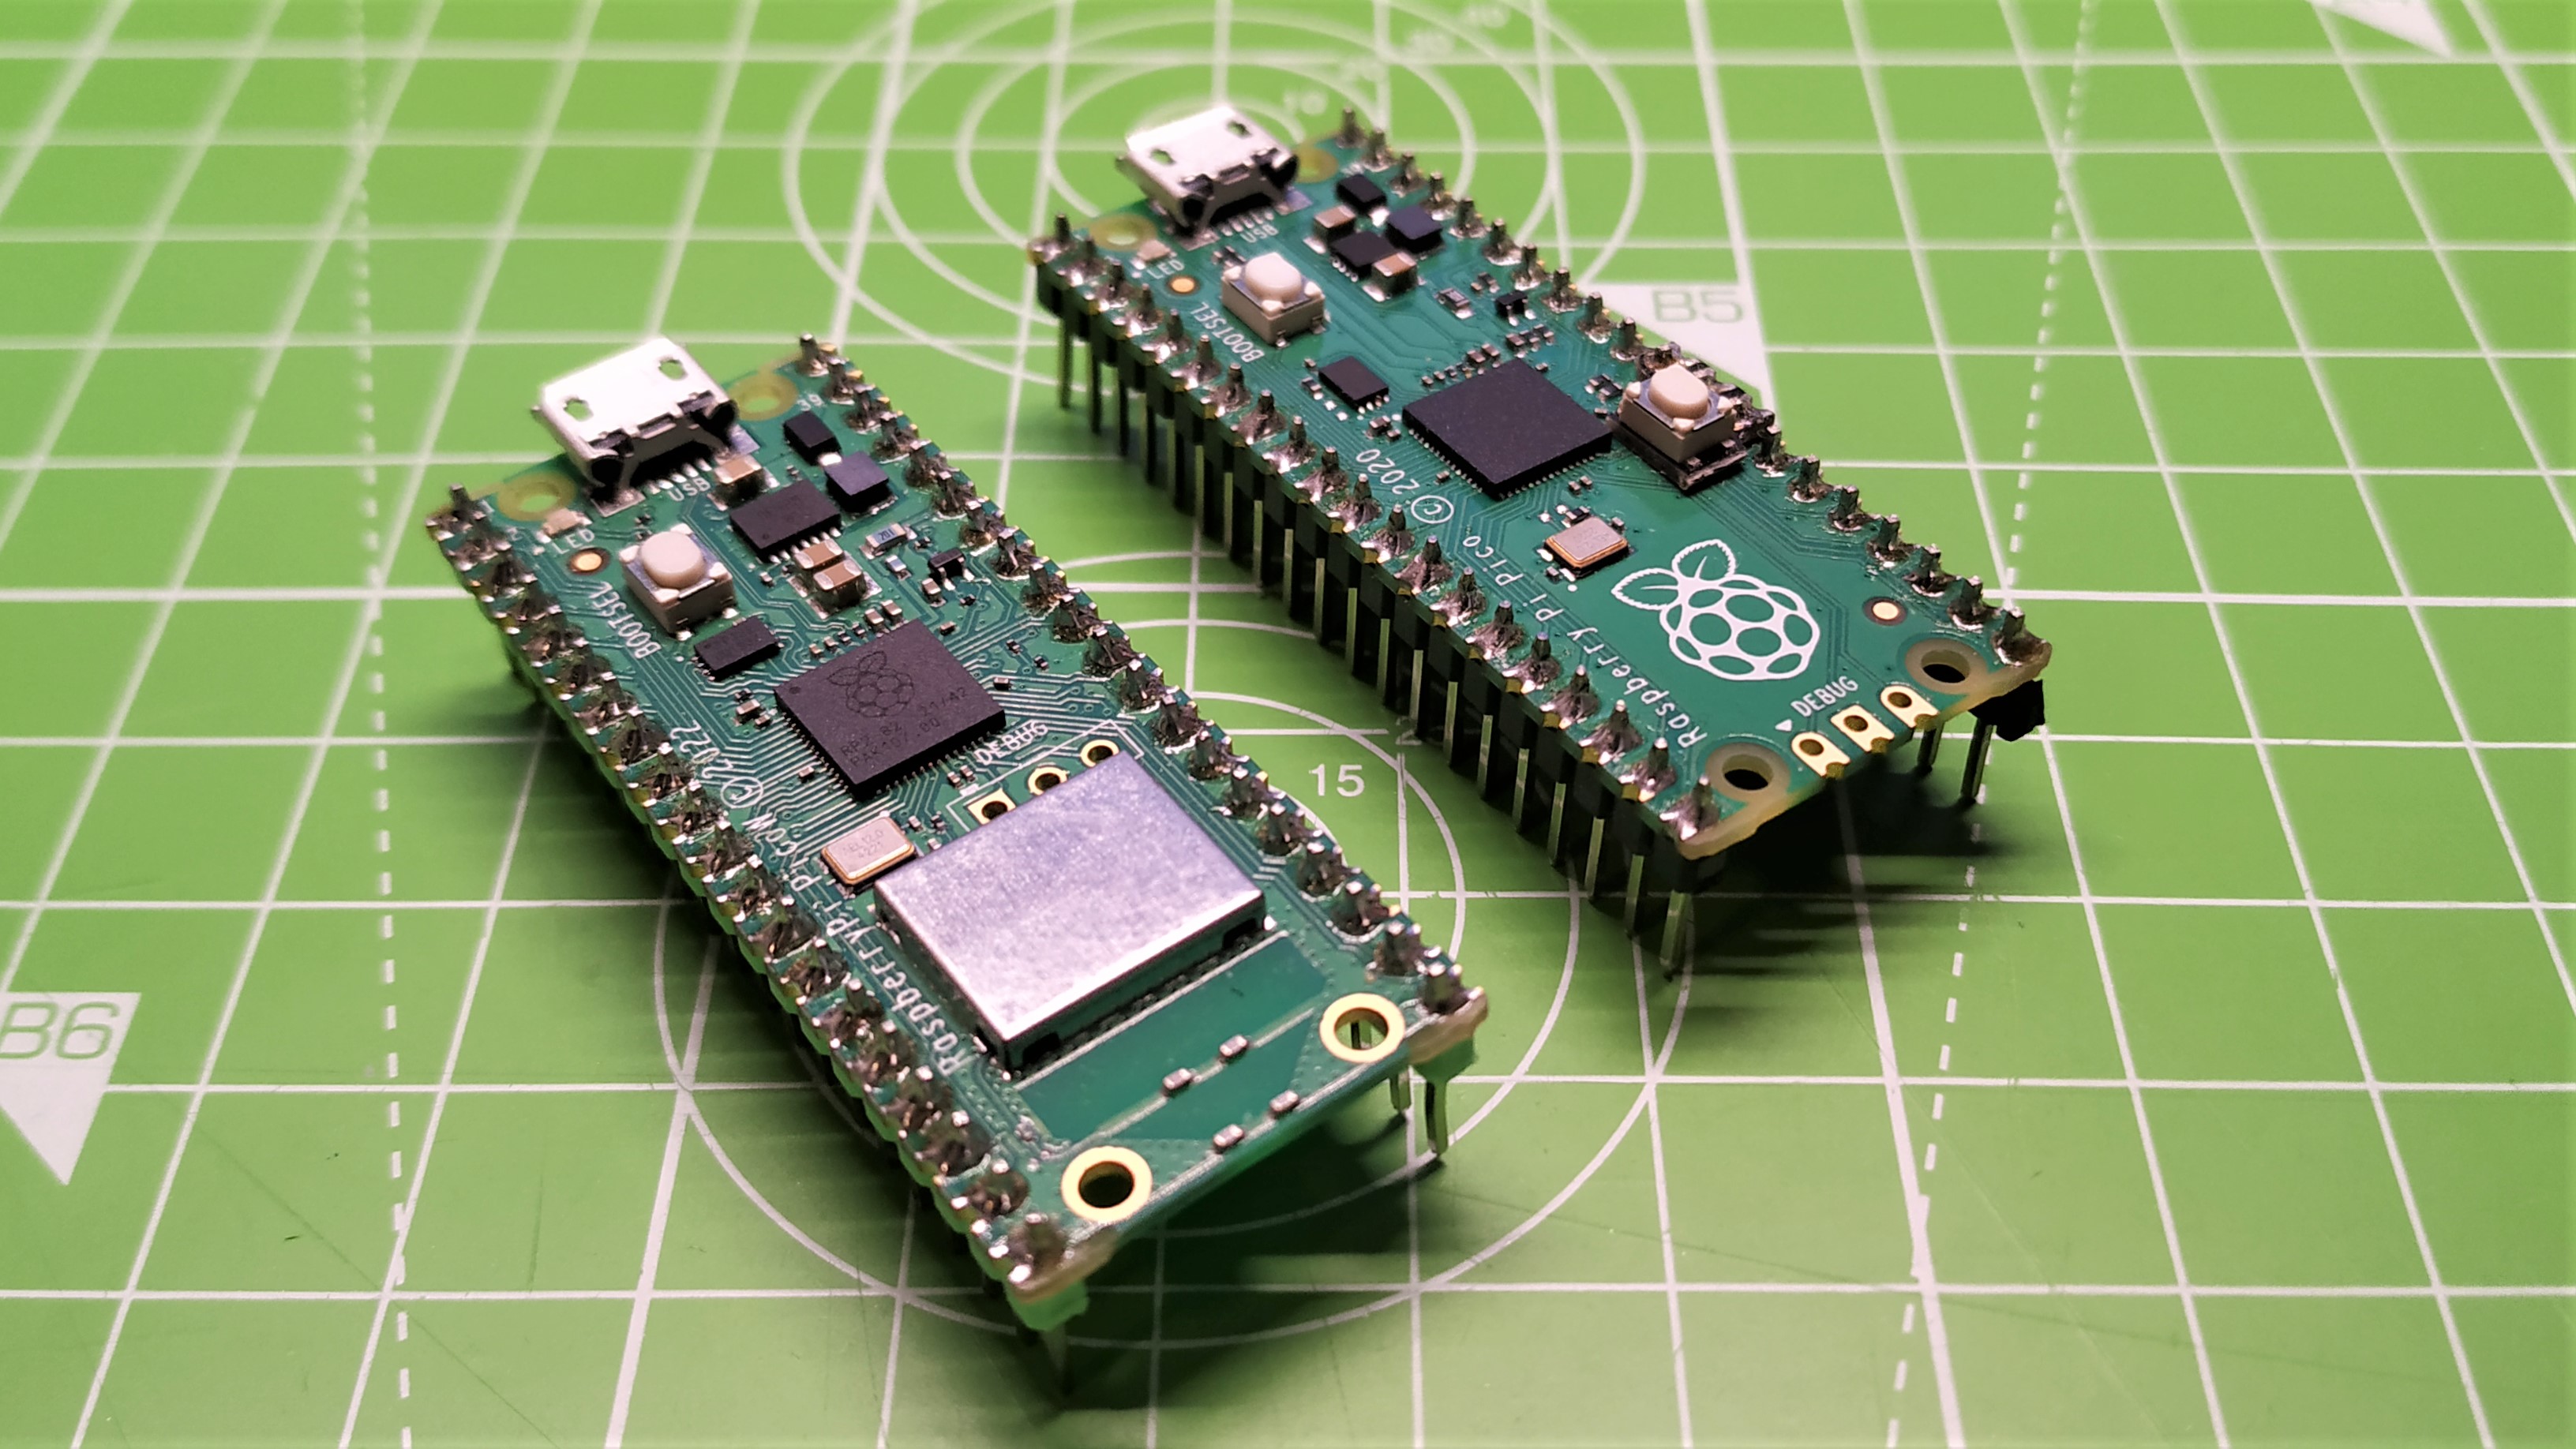 10
B5
USB
LED
BOOTSEL
© 2020
Raspberry Pi Pico
DEBUG
15
USB
LED
BOOTSEL
DEBUG
© 2022
Raspberry Pi Pico W
B6